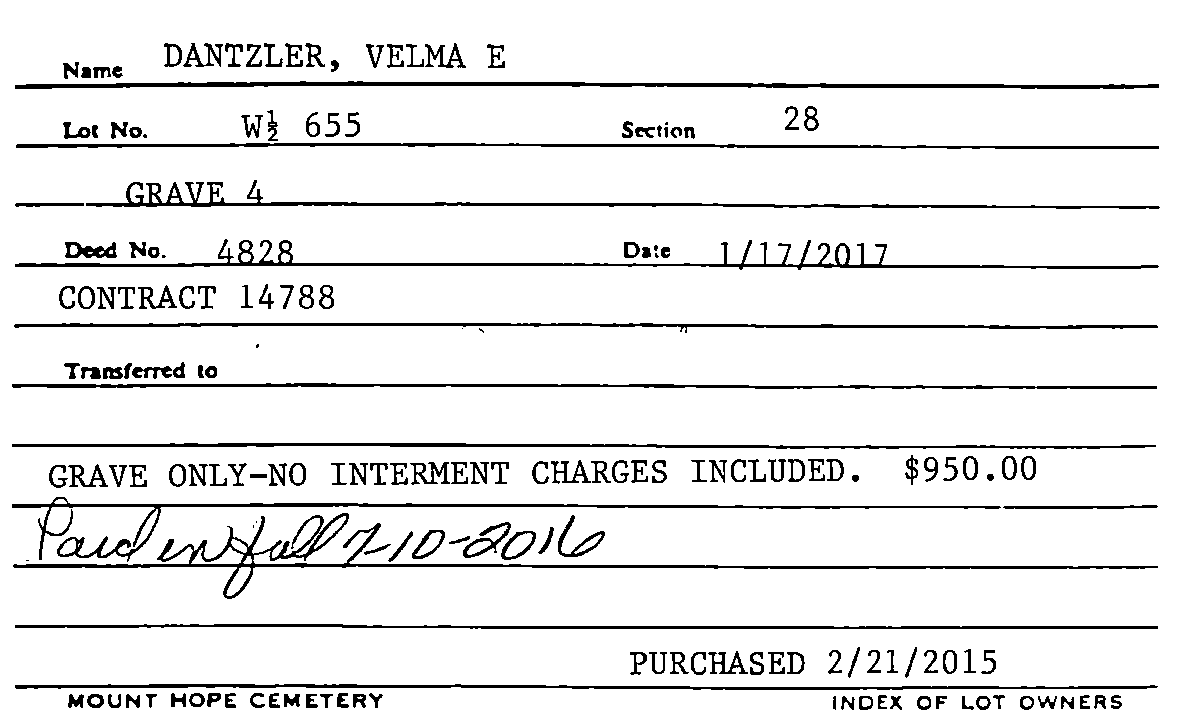 Name DANTZLER, VELMA E
Lot No. W½ 655 Section 28
GRAVE 4
Deed No. 4828 Date 1/17/2017
CONTRACT 14788
Transferred to
GRAVE ONLY-NO INTERMENT CHARGES INCLUDED. $950.00
Paid in full 7-10-2016
PURCHASED 2/21/2015
MOUNT HOPE CEMETERY INDEX OF LOT OWNERS